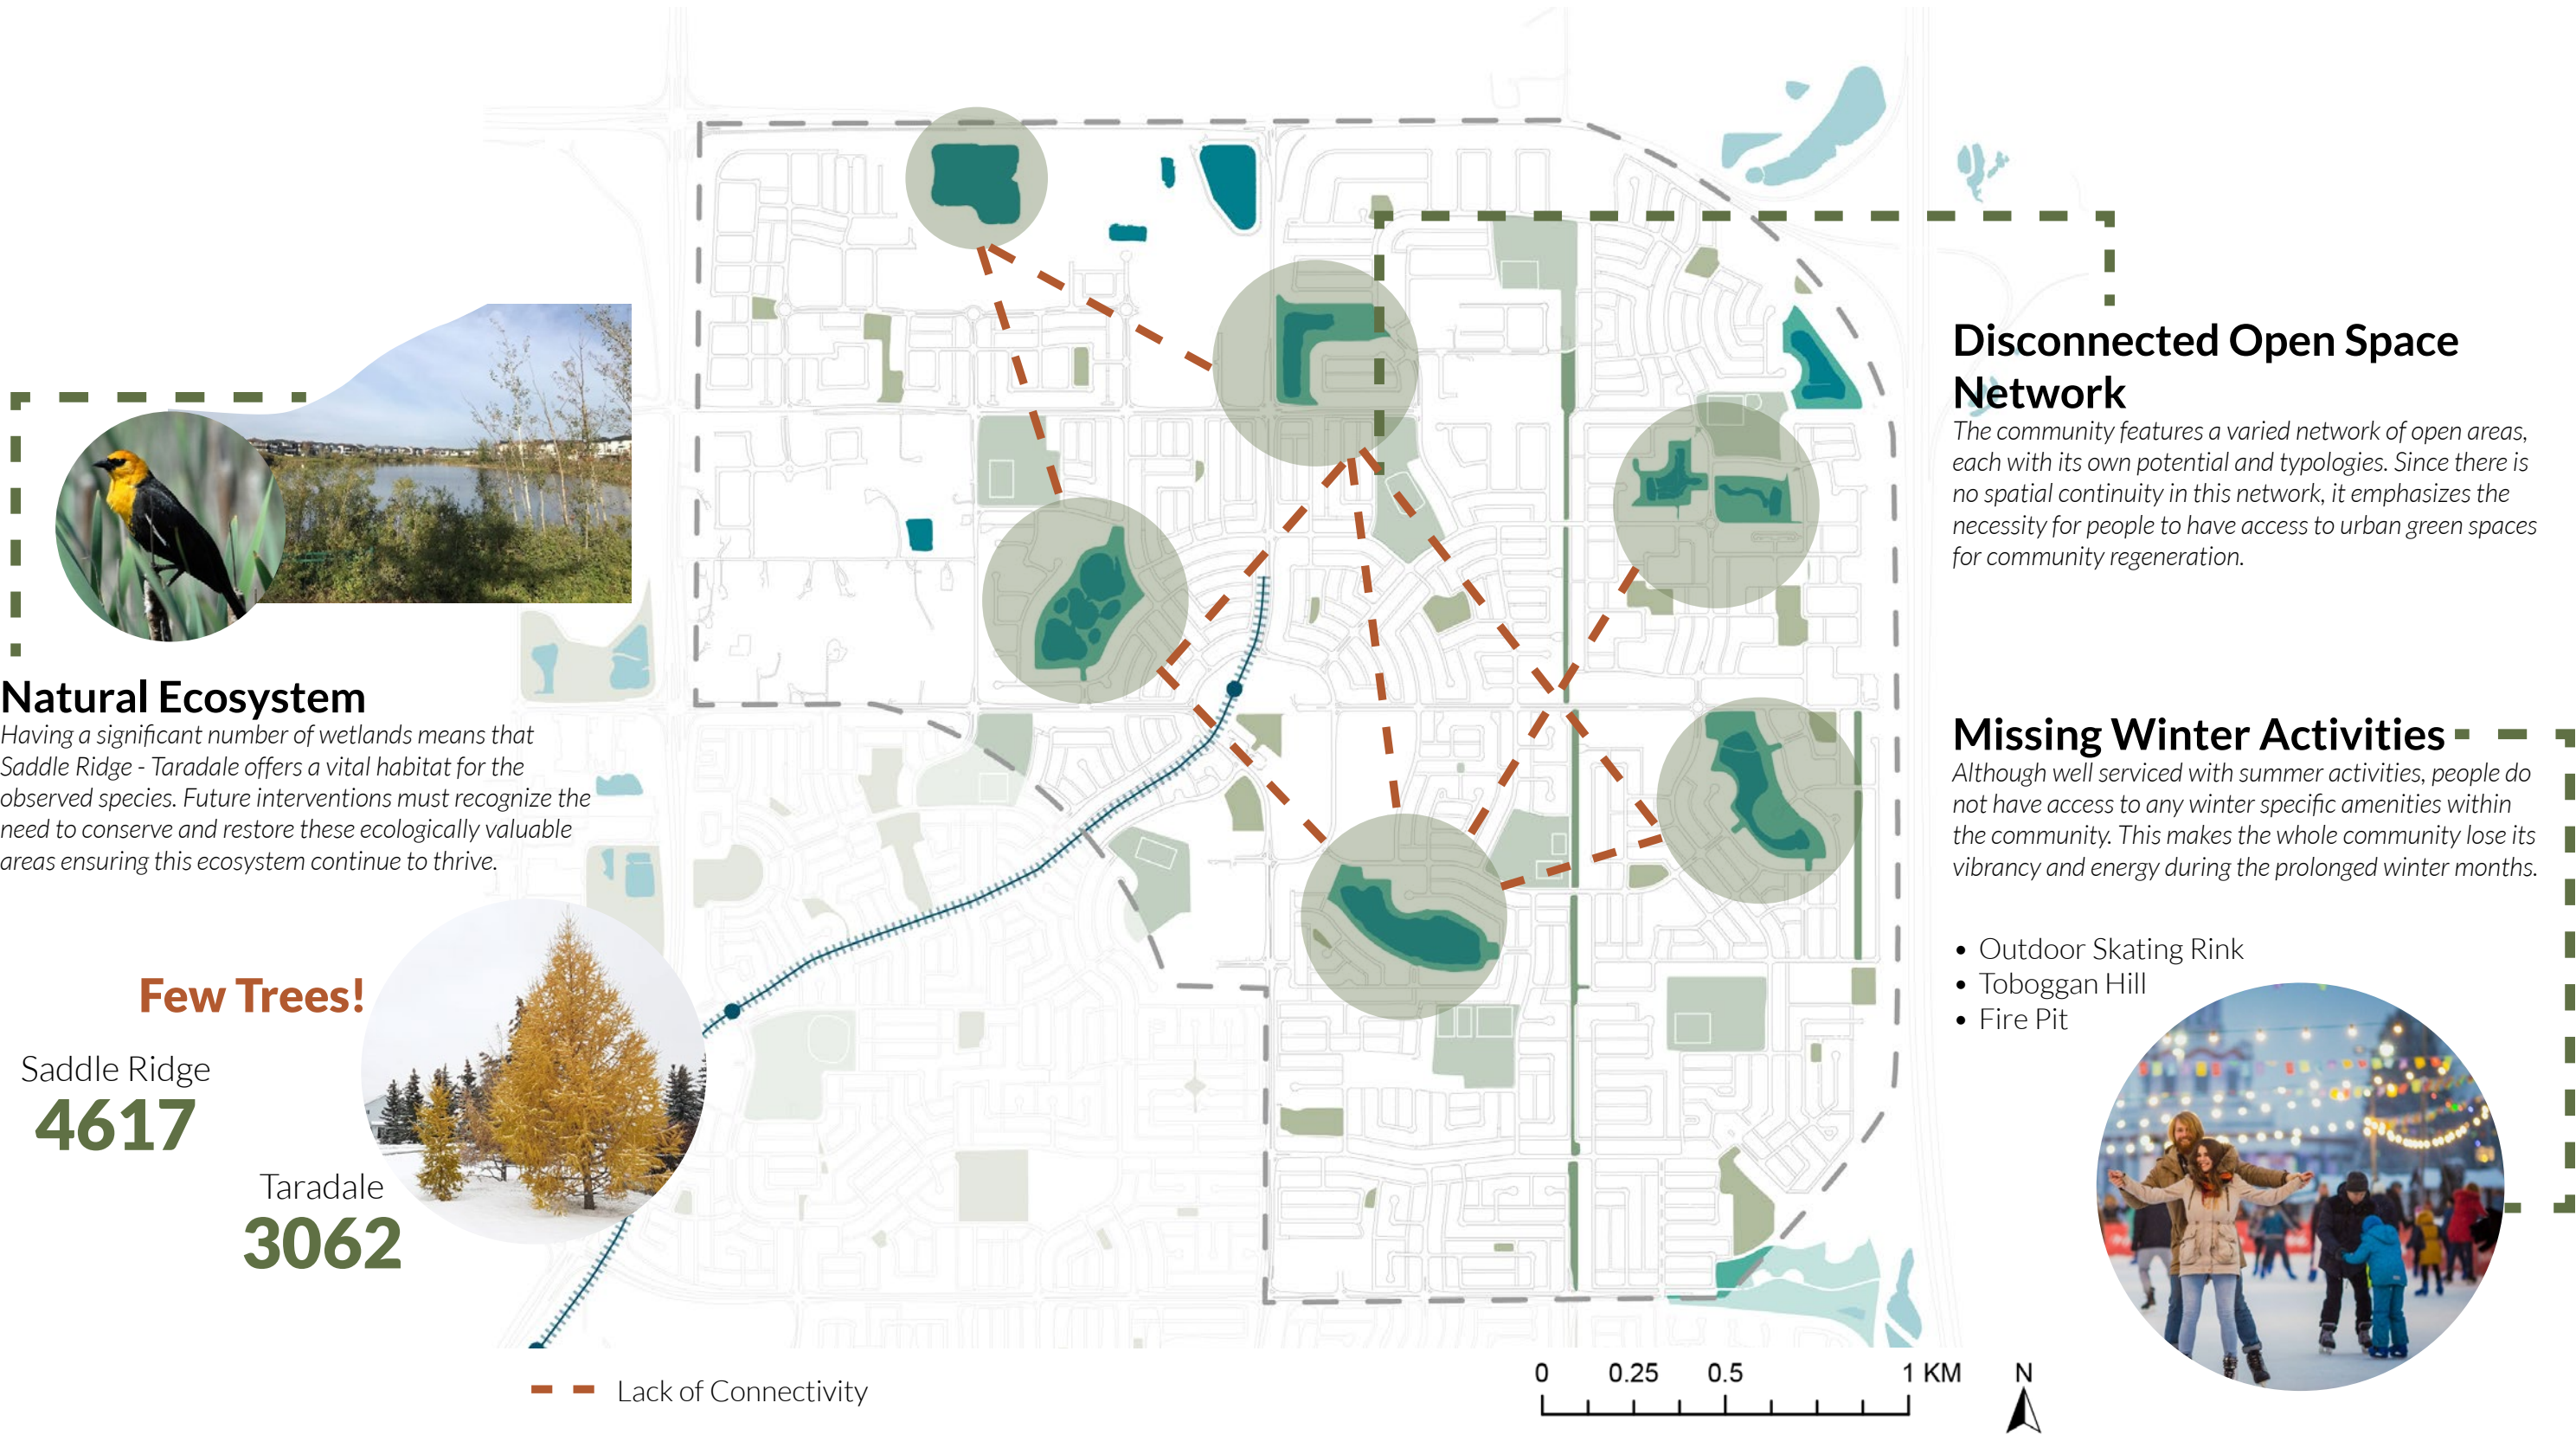 Disconnected Open Space
Network
The community features a varied network of open areas,
each with its own potential and typologies. Since there is
no spatial continuity in this network, it emphasizes the
necessity for people to have access to urban green spaces
for community regeneration.
Natural Ecosystem
Having a significant number of wetlands means that
Saddle Ridge - Taradale offers a vital habitat for the
observed species. Future interventions must recognize the
need to conserve and restore these ecologically valuable
areas ensuring this ecosystem continue to thrive.
Missing Winter Activities
Although well serviced with summer activities, people do
not have access to any winter specific amenities within
the community. This makes the whole community lose its
vibrancy and energy during the prolonged winter months.
• Outdoor Skating Rink
• Toboggan Hill
• Fire Pit
Few Trees!
Saddle Ridge
4617
Taradale
3062
Lack of Connectivity
0 0.25 0.5 1 KM
N